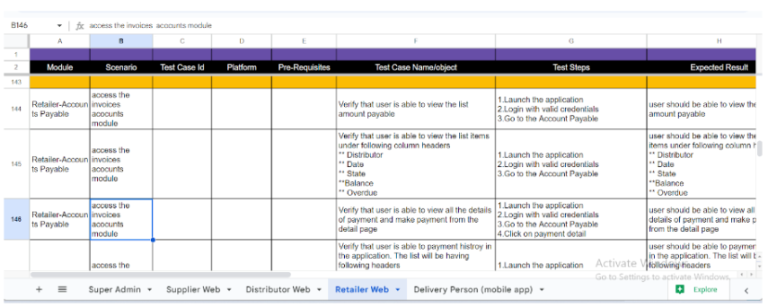 B146 fx access the invoices accounts module
A B C D E F G H
1
2 Module Scenario Test Case Id Platform Pre-Requisites Test Case Name/object Test Steps Expected Result
143
144
Retailer-Accoun
ts Payable
access the
invoices
accounts
module
Verify that user is able to view the list
amount payable
1.Launch the application
2.Login with valid credentials
3.Go to the Account Payable
user should be able to view the
amount payable
145
Retailer-Accoun
ts Payable
access the
invoices
accounts
module
Verify that user is able to view the list items
under following column headers
** Distributor
** Date
** State
**Balance
** Overdue
1.Launch the application
2.Login with valid credentials
3.Go to the Account Payable
user should be able to view the
items under following column h
** Distributor
** Date
** State
**Balance
** Overdue
146
Retailer-Accoun
ts Payable
access the
invoices
accounts
module
Verify that user is able to view all the details
of payment and make payment from the
detail page
1.Launch the application
2.Login with valid credentials
3.Go to the Account Payable
4.Click on payment detail
user should be able to view all
details of payment and make p
from the detail page
access the
Verify that user is able to payment histroy in
the application. The list will be having
following headers
1.Launch the application
user should be able to paymen
in the application. The list will b
following headers
Activate
Go to Settings to activate Windows.
+ Super Admin Supplier Web Distributor Web Retailer Web Delivery Person (mobile app) Explore